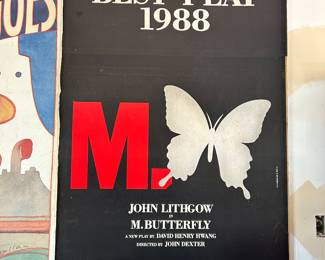 BEST PLAY
1988
M.
JOHN LITHGOW
IN
M. BUTTERFLY
A NEW PLAY BY DAVID HENRY HWANG
DIRECTED BY JOHN DEXTER